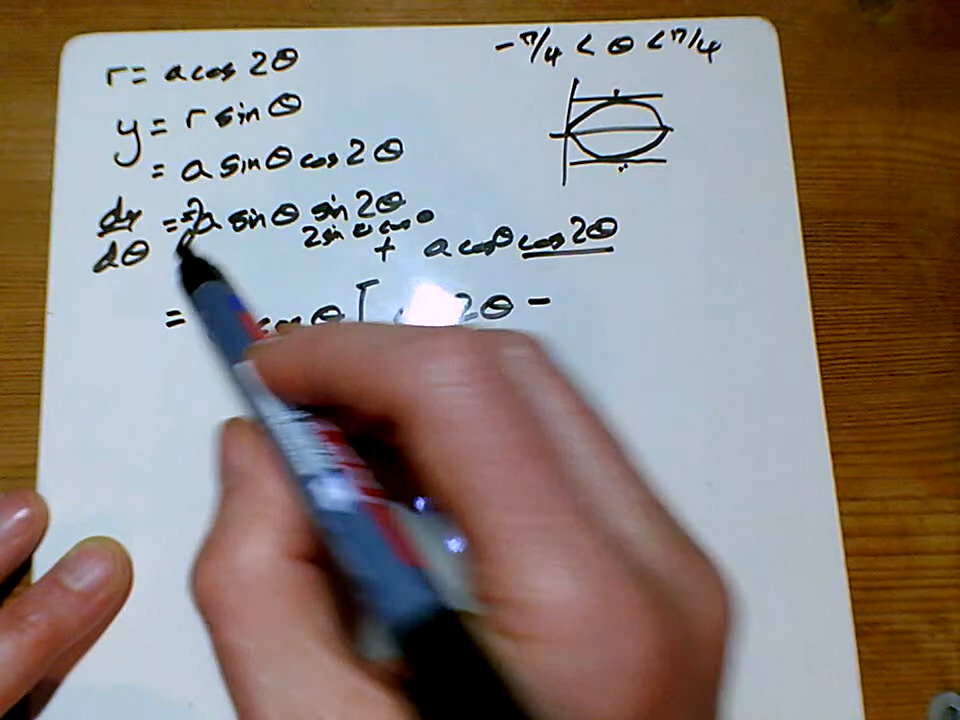 r = a cos 2θ
-π/4 < θ < π/4
y = r sin θ
= a sin θ cos 2θ
dy/dθ = -2a sin θ sin 2θ
2 sin θ cos θ
+ a cos θ cos 2θ
= cos θ [ 2θ -